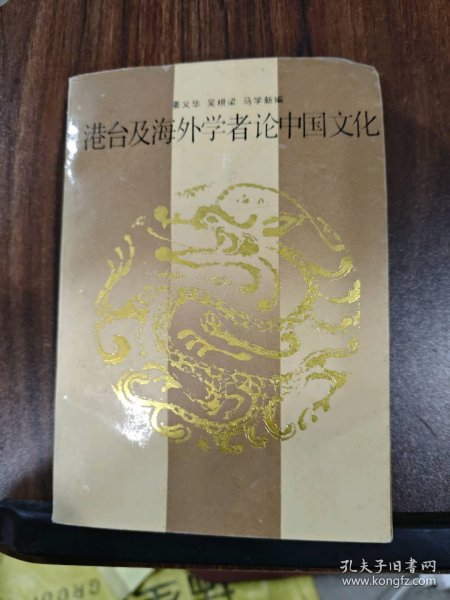 姜义华 吴根梁 马学新编
港台及海外学者论中国文化
GROO
孔夫子旧书网
www.kongfz.com